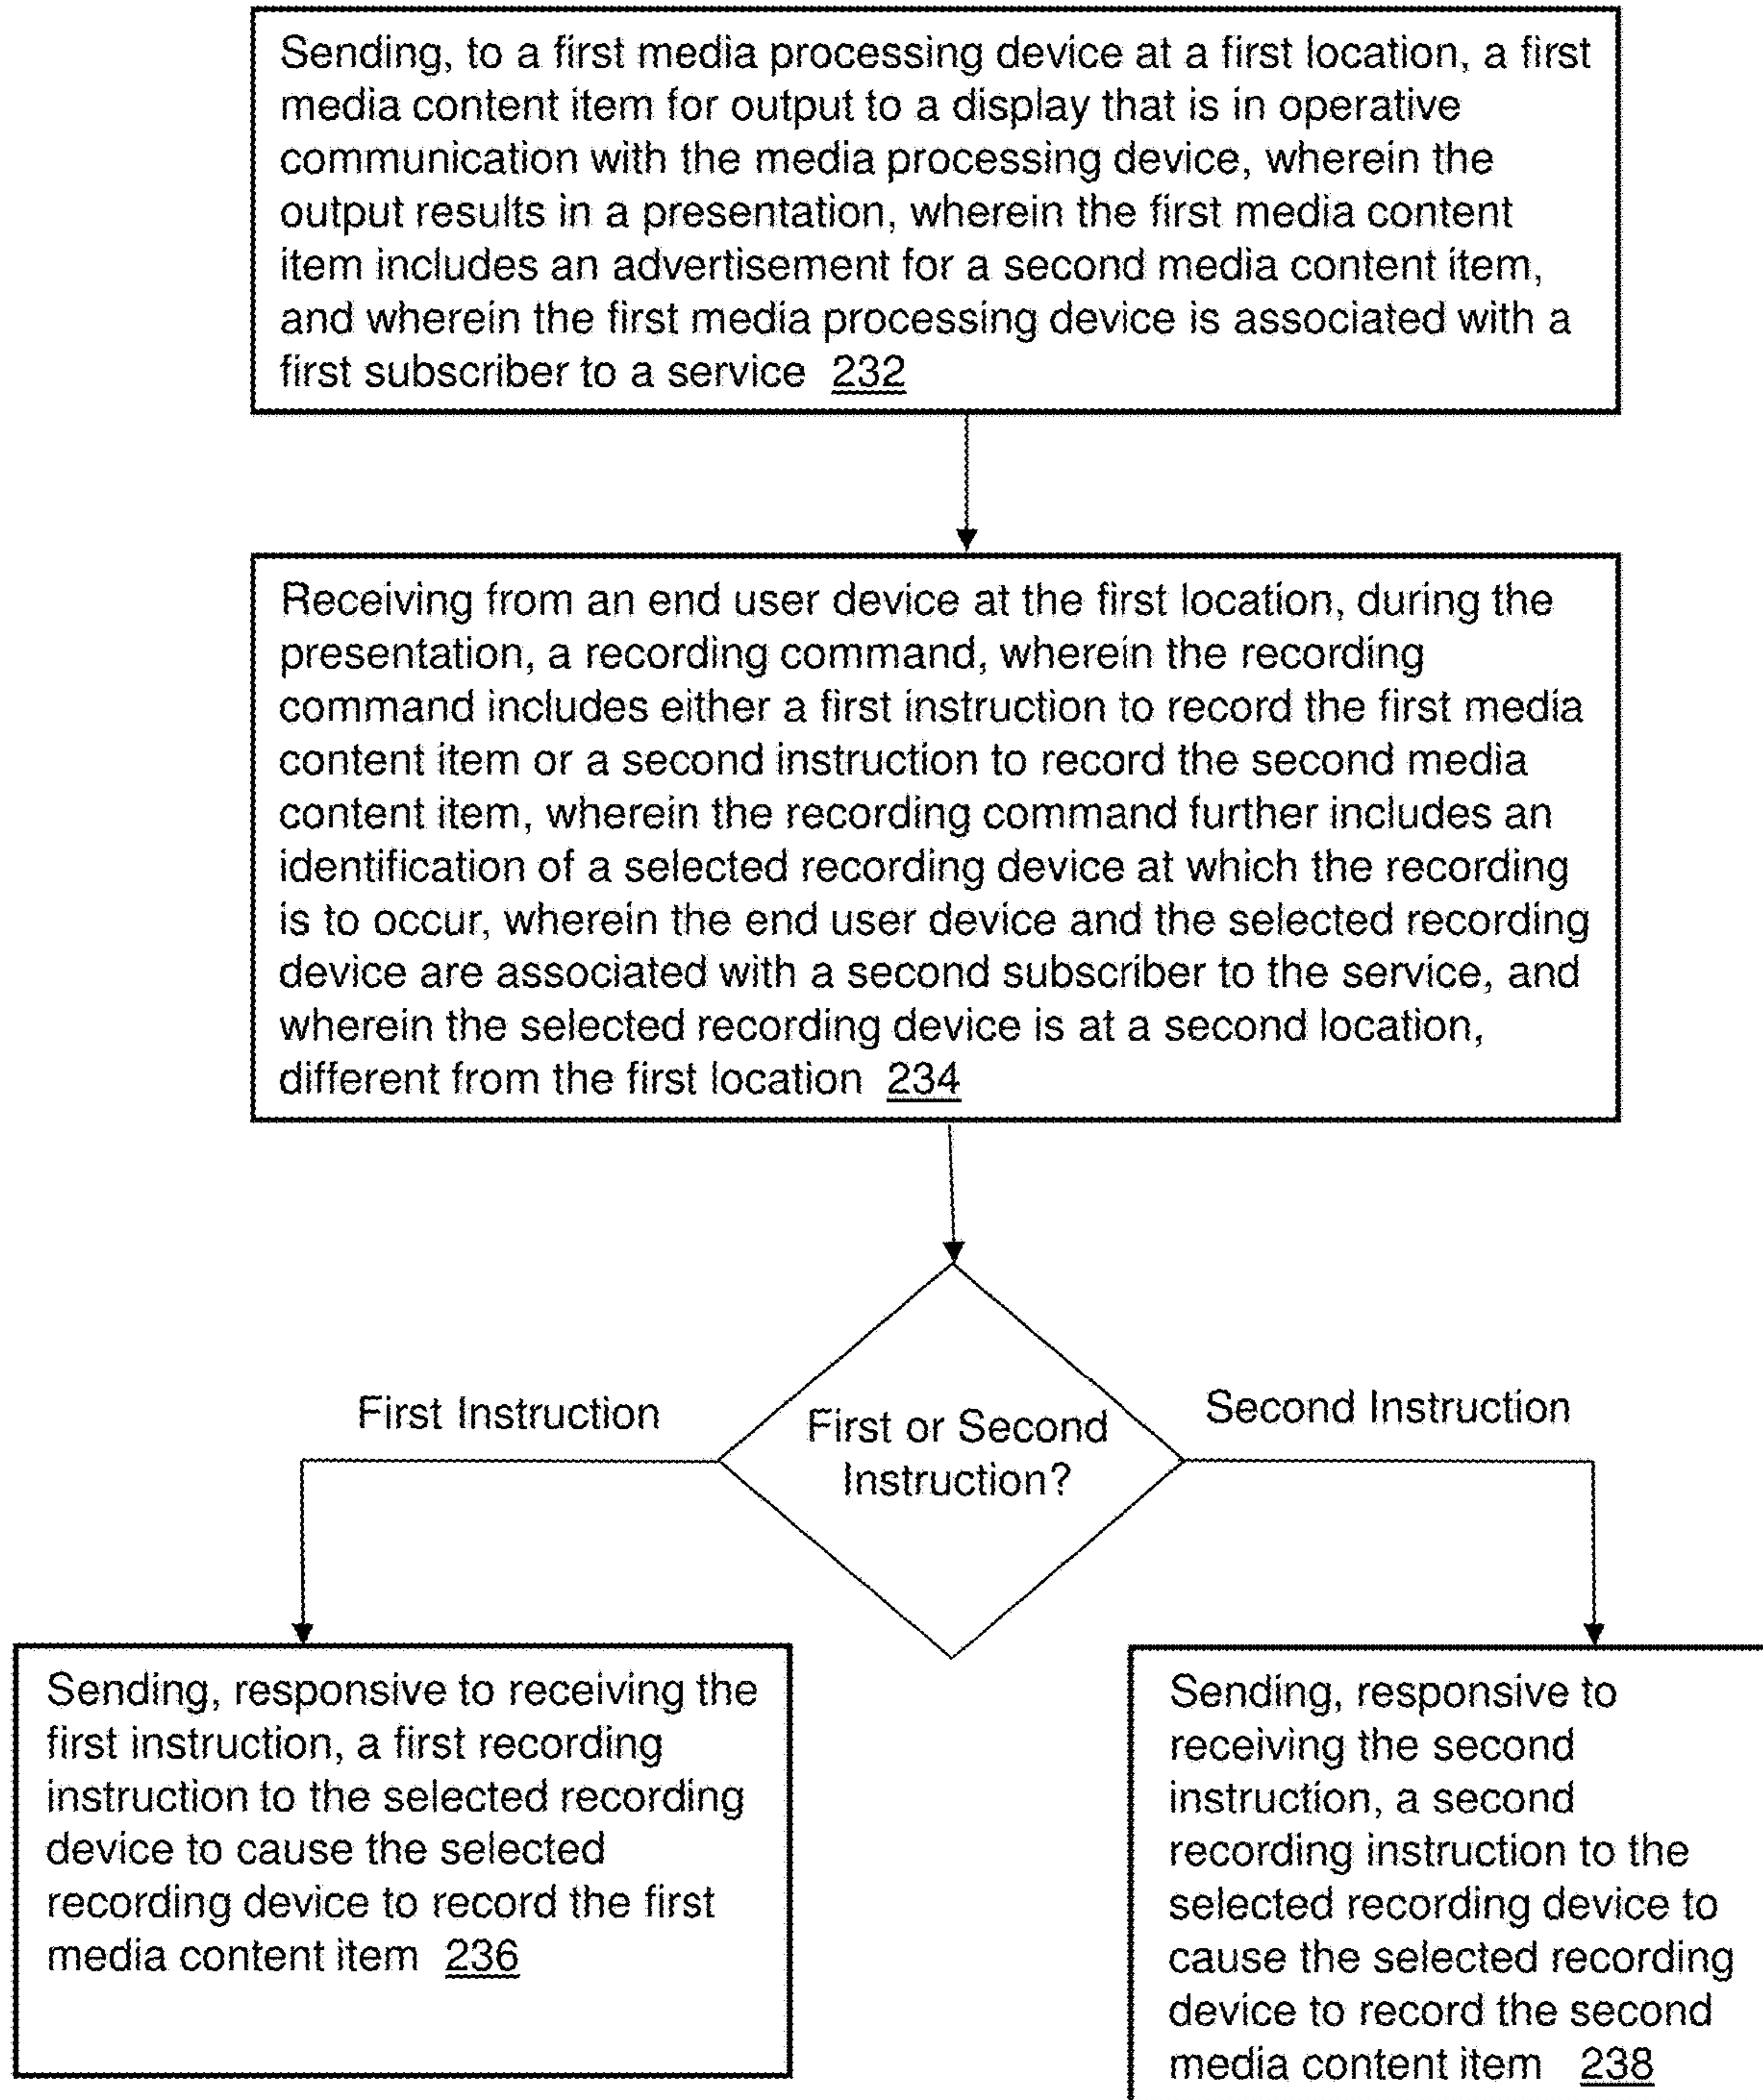 Sending, to a first media processing device at a first location, a first
media content item for output to a display that is in operative
communication with the media processing device, wherein the
output results in a presentation, wherein the first media content
item includes an advertisement for a second media content item,
and wherein the first media processing device is associated with a
first subscriber to a service 232
Receiving from an end user device at the first location, during the
presentation, a recording command, wherein the recording
command includes either a first instruction to record the first media
content item or a second instruction to record the second media
content item, wherein the recording command further includes an
identification of a selected recording device at which the recording
is to occur, wherein the end user device and the selected recording
device are associated with a second subscriber to the service, and
wherein the selected recording device is at a second location,
different from the first location 234
First or Second
Instruction?
First Instruction
Second Instruction
Sending, responsive to receiving the
first instruction, a first recording
instruction to the selected recording
device to cause the selected
recording device to record the first
media content item 236
Sending, responsive to
receiving the second
instruction, a second
recording instruction to the
selected recording device to
cause the selected recording
device to record the second
media content item 238